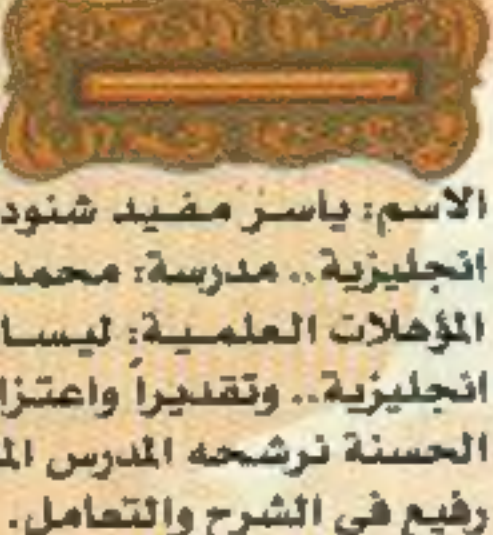 الاسم: ياسر مفيد شنود
انجليزية.. مدرسة: محمد
المؤهلات العلمية: ليسا
انجليزية.. وتقديراً واعتزا
الحسنة نرشحه المدرس الم
رفيع في الشرح والتعامل.